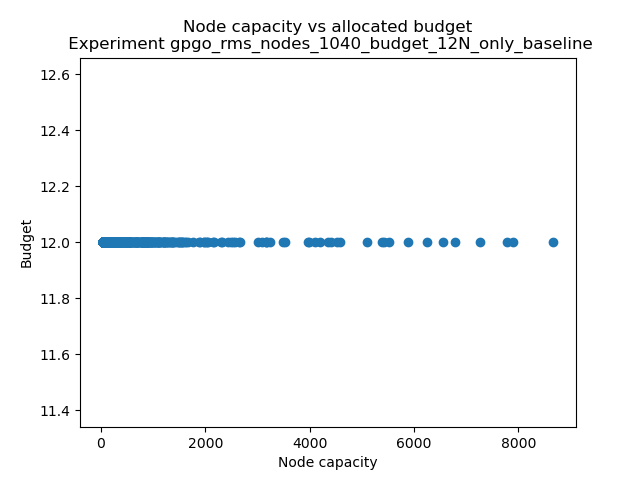 Node capacity vs allocated budget
Experiment gpgo_rms_nodes_1040_budget_12N_only_baseline
12.6
12.4
12.2
12.0
11.8
11.6
11.4
Budget
0 2000 4000 6000 8000
Node capacity